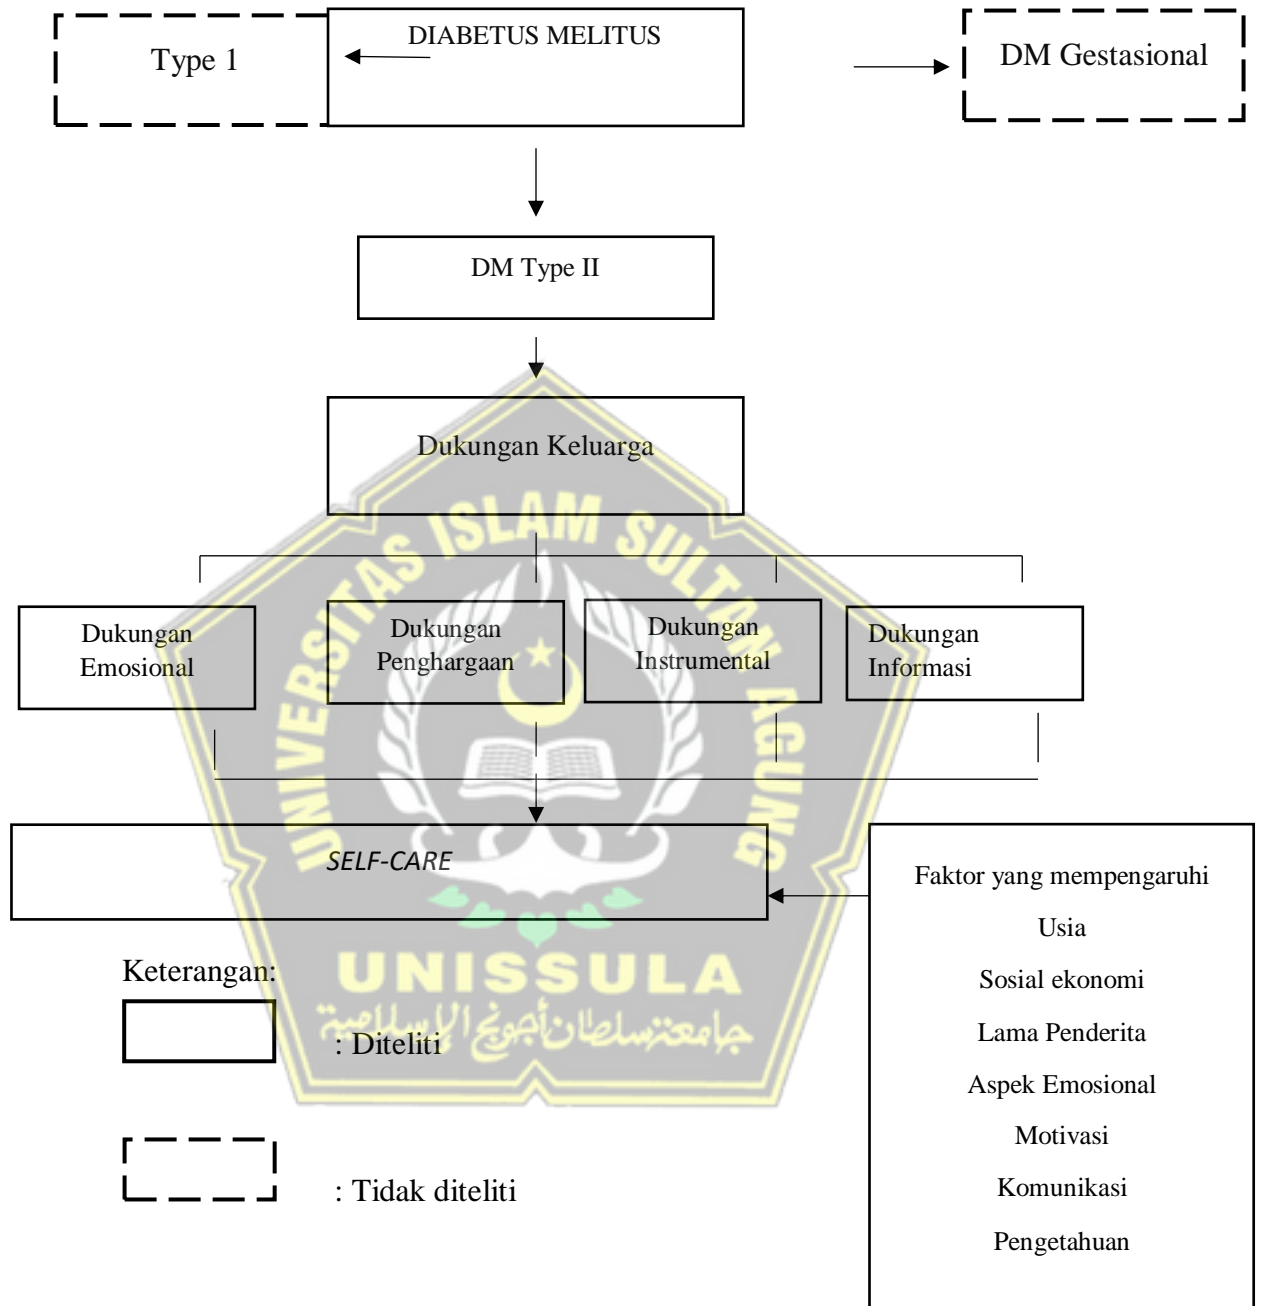 Type 1
DIABETUS MELITUS
DM Gestasional
DM Type II
Dukungan Keluarga
Dukungan
Emosional
Dukungan
Penghargaan
Dukungan
Instrumental
Dukungan
Informasi
SELF-CARE
Faktor yang mempengaruhi
Usia
Sosial ekonomi
Lama Penderita
Aspek Emosional
Motivasi
Komunikasi
Pengetahuan
Keterangan:
: Diteliti
: Tidak diteliti
UNIVERSITAS ISLAM SULTAN AGUNG
UNISSULA
جامعة سلطان أجونج الإسلامية